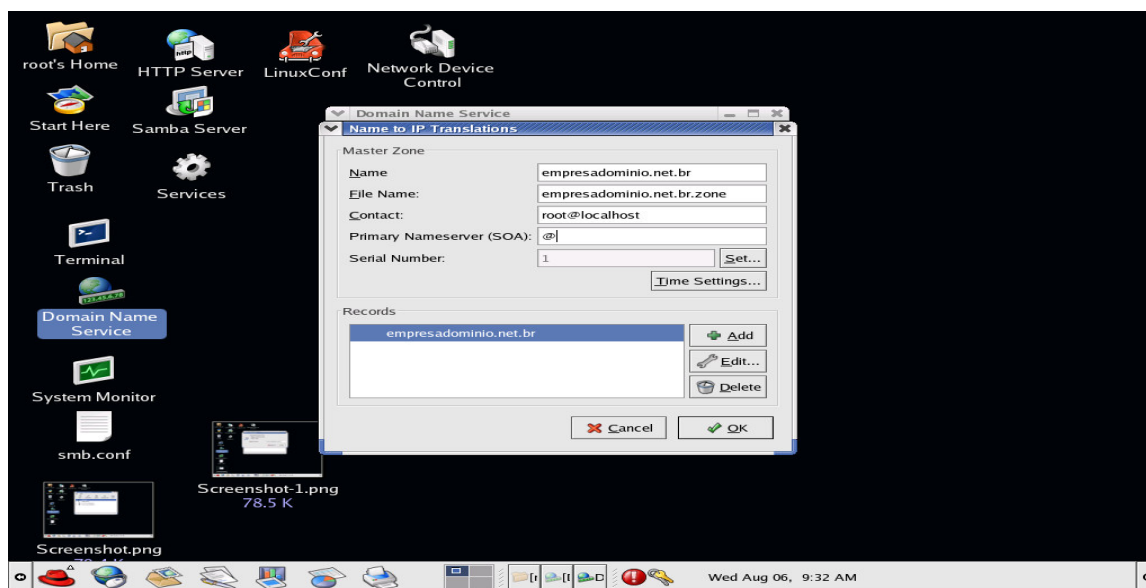 root's Home
HTTP Server
LinuxConf
Network Device
Control
Start Here
Samba Server
Trash
Services
Terminal
Domain Name
Service
System Monitor
smb.conf
Screenshot-1.png
78.5 K
Screenshot.png
Domain Name Service
Name to IP Translations
Master Zone
Name
empresadominio.net.br
File Name:
empresadominio.net.br.zone
Contact:
root@localhost
Primary Nameserver (SOA):
@
Serial Number:
1
Set...
Time Settings...
Records
empresadominio.net.br
Add
Edit...
Delete
Cancel
OK
Wed Aug 06, 9:32 AM